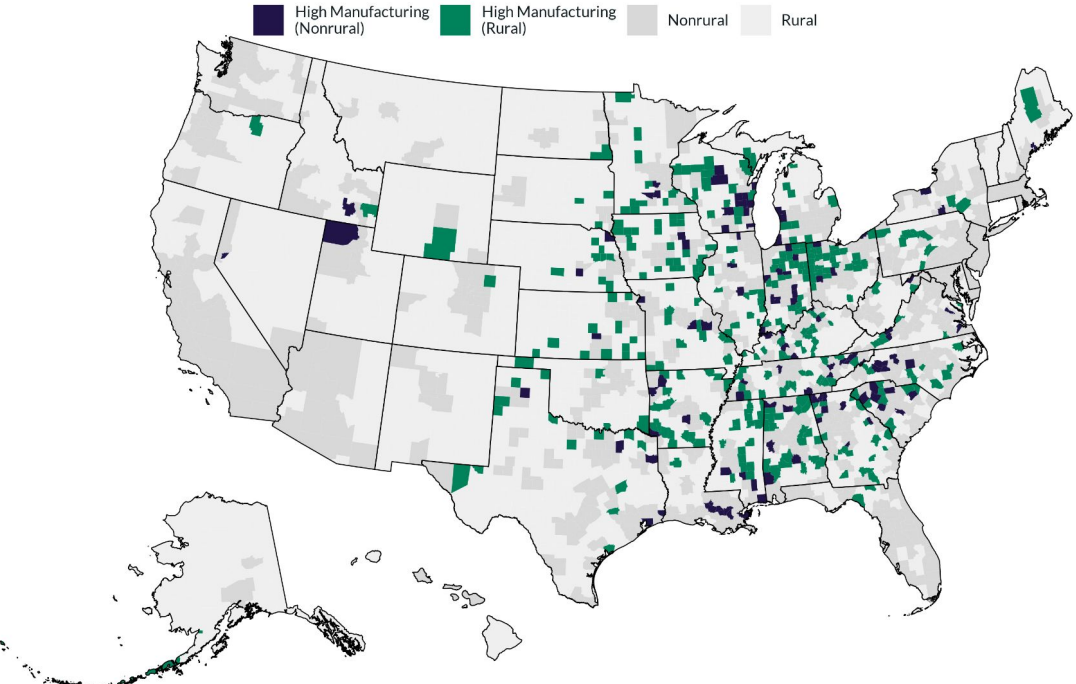 High Manufacturing
(Nonrural)
High Manufacturing
(Rural)
Nonrural
Rural